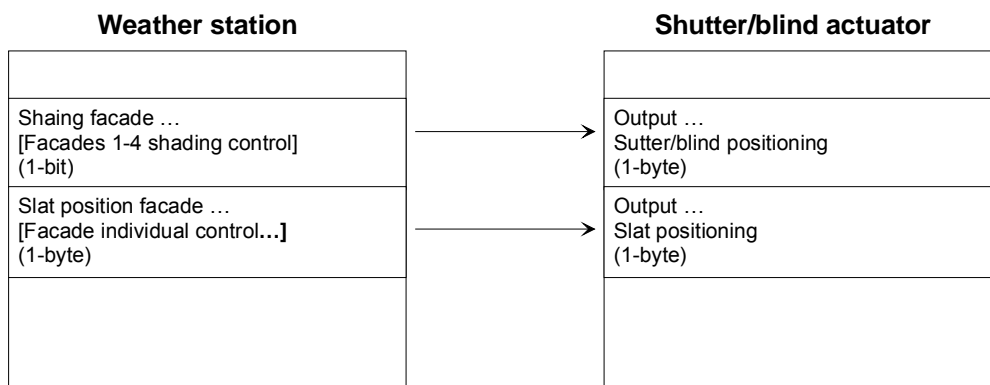 Weather station
Shutter/blind actuator
Shaing facade …
[Facades 1-4 shading control]
(1-bit)
Output …
Sutter/blind positioning
(1-byte)
Slat position facade …
[Facade individual control…]
(1-byte)
Output …
Slat positioning
(1-byte)